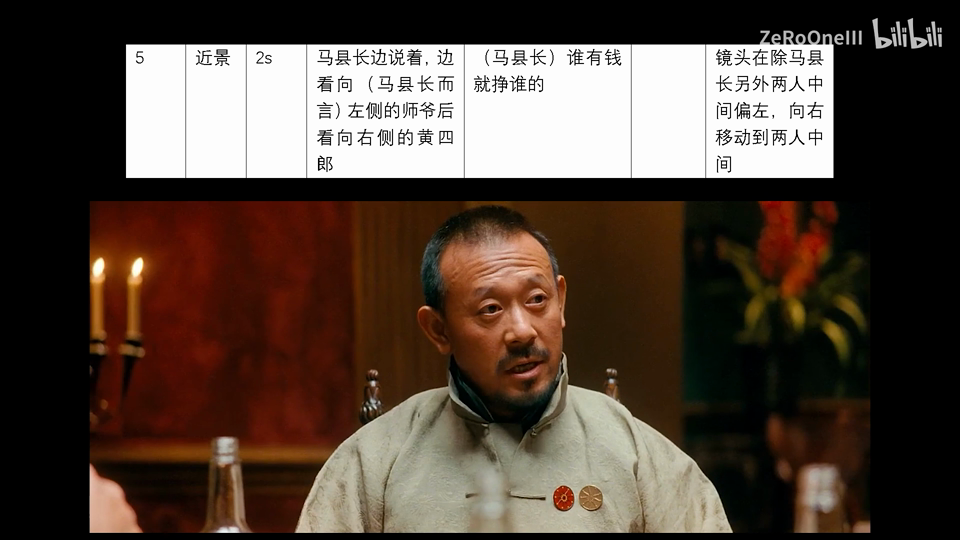 ZeRoOneIII bilibili
5 近景 2s 马县长边说着，边 （马县长）谁有钱 镜头在除马县
看向（马县长而 就挣谁的 长另外两人中
言）左侧的师爷后 间偏左，向右
看向右侧的黄四 移动到两人中
郎 间